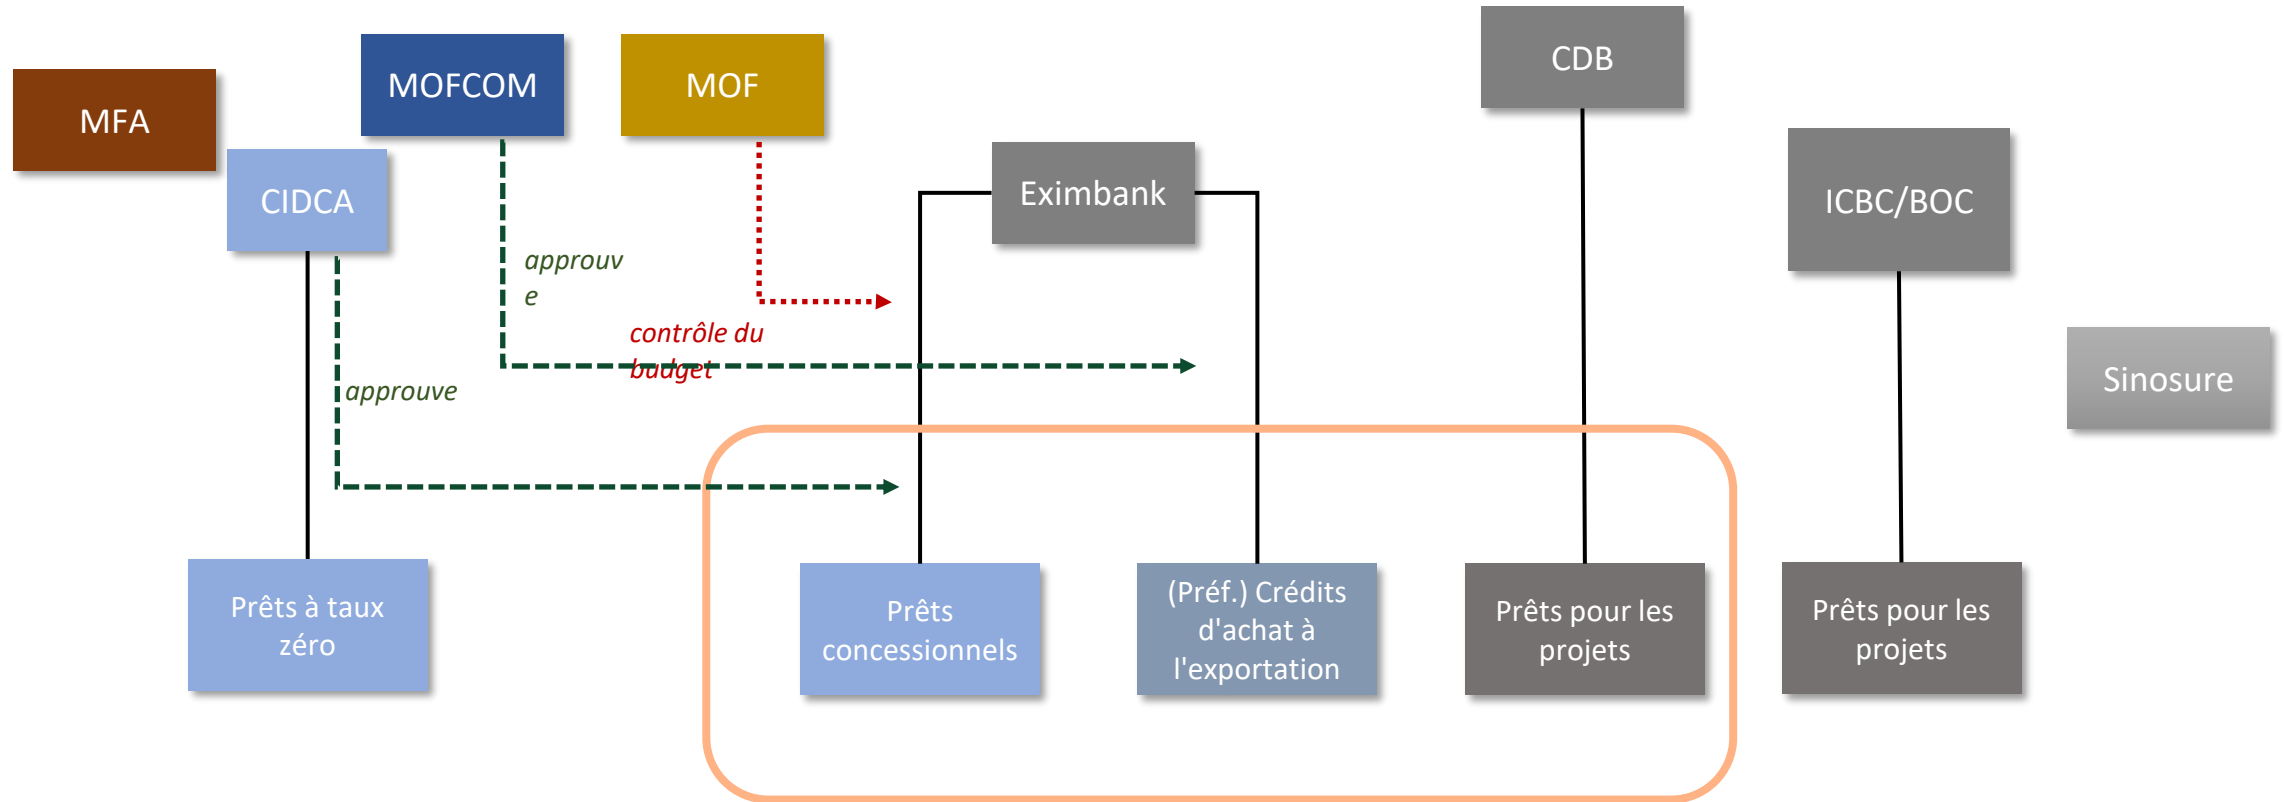 MFA
MOFCOM
MOF
CDB
CIDCA
Eximbank
ICBC/BOC
approuv
e
contrôle du
budget
approuve
Sinosure
Prêts à taux
zéro
Prêts
concessionnels
(Préf.) Crédits
d'achat à
l'exportation
Prêts pour les
projets
Prêts pour les
projets